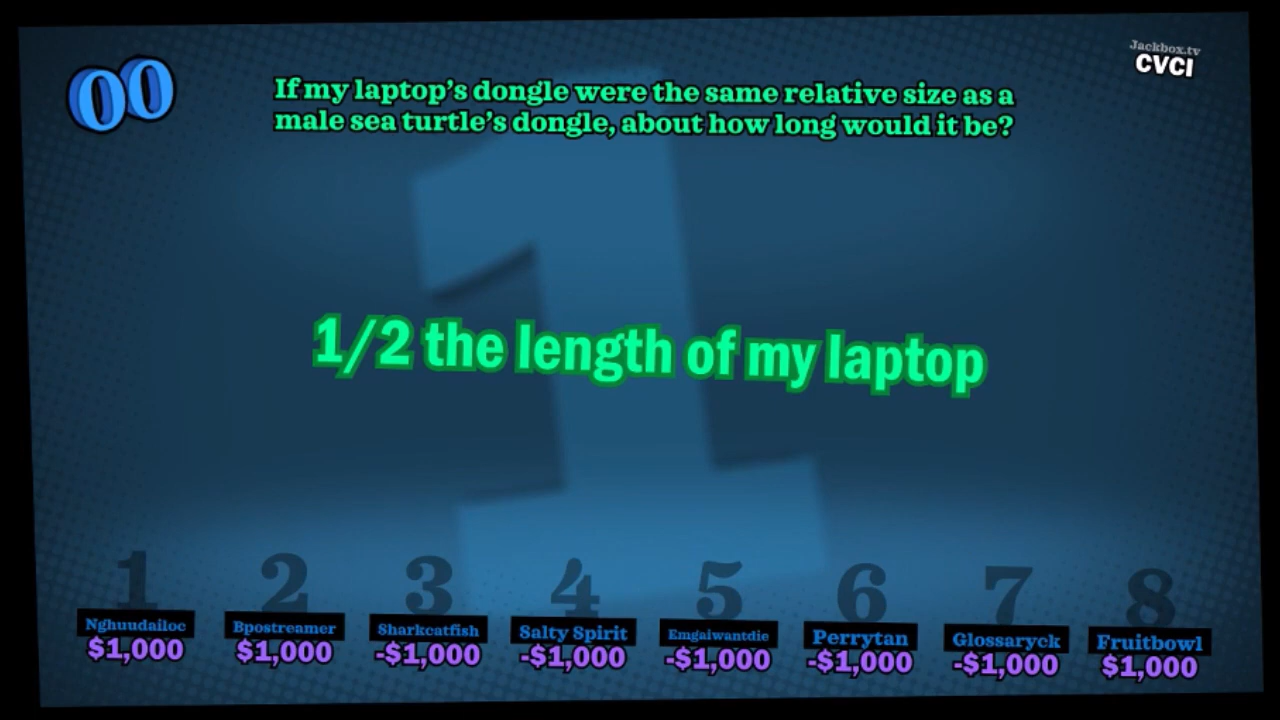 00
Jackbox.tv
CVCI
If my laptop's dongle were the same relative size as a
male sea turtle's dongle, about how long would it be?
1
1/2 the length of my laptop
1 2 3 4 5 6 7 8
Nghuudailoc Bpostreamer Sharkcatfish Salty Spirit Emgaiwantdie Perrytan Glossaryck Fruitbowl
$1,000 $1,000 -$1,000 -$1,000 -$1,000 -$1,000 -$1,000 $1,000